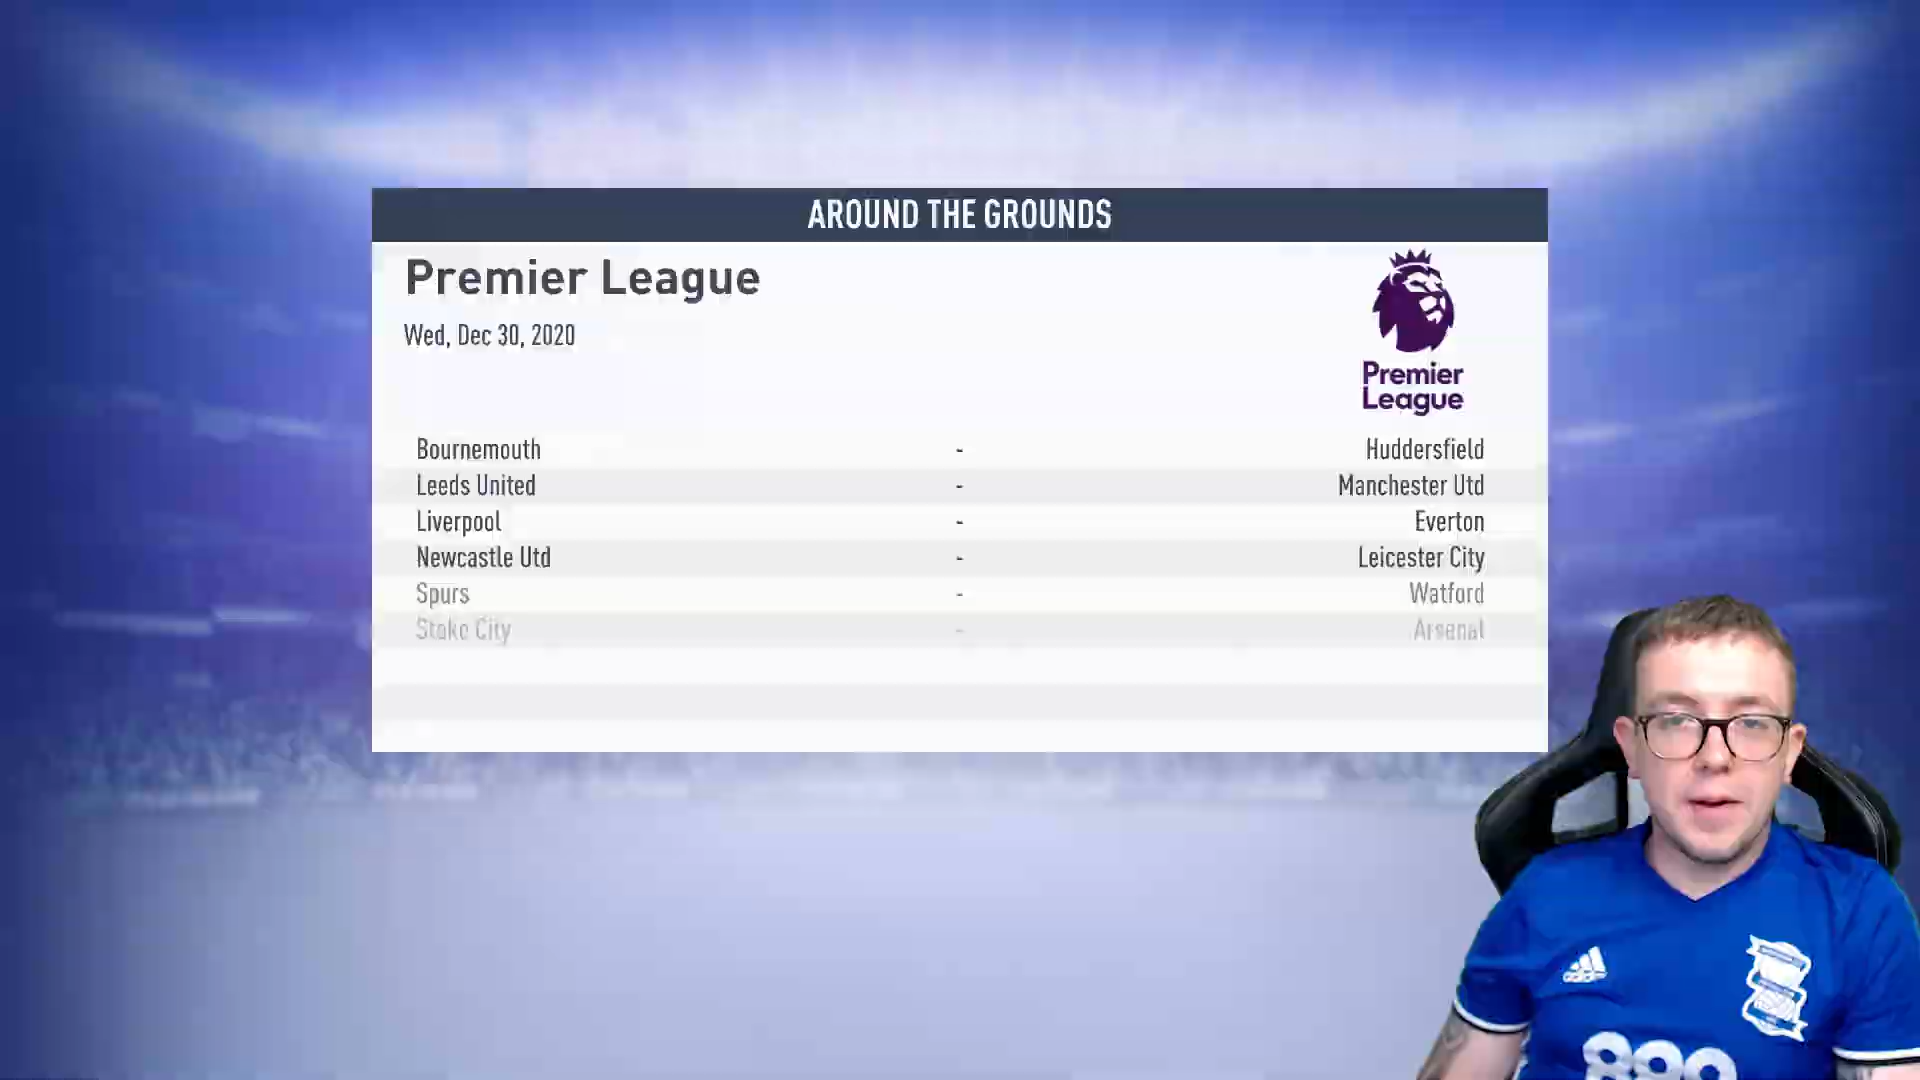 AROUND THE GROUNDS
Premier League
Wed, Dec 30, 2020
Premier
League
Bournemouth - Huddersfield
Leeds United - Manchester Utd
Liverpool - Everton
Newcastle Utd - Leicester City
Spurs - Watford
Stoke City - Arsenal
888